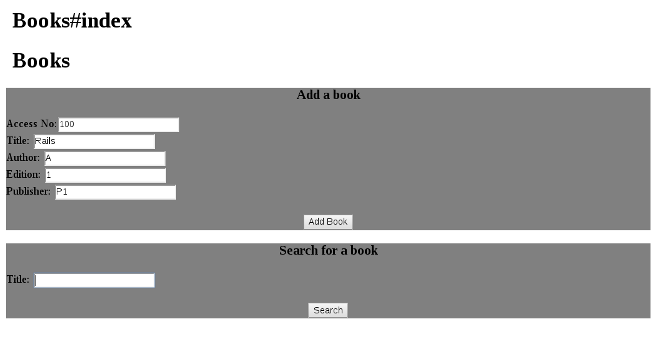 Books#index
Books
Add a book
Access No: 100
Title: Rails
Author: A
Edition: 1
Publisher: P1
Add Book
Search for a book
Title:
Search